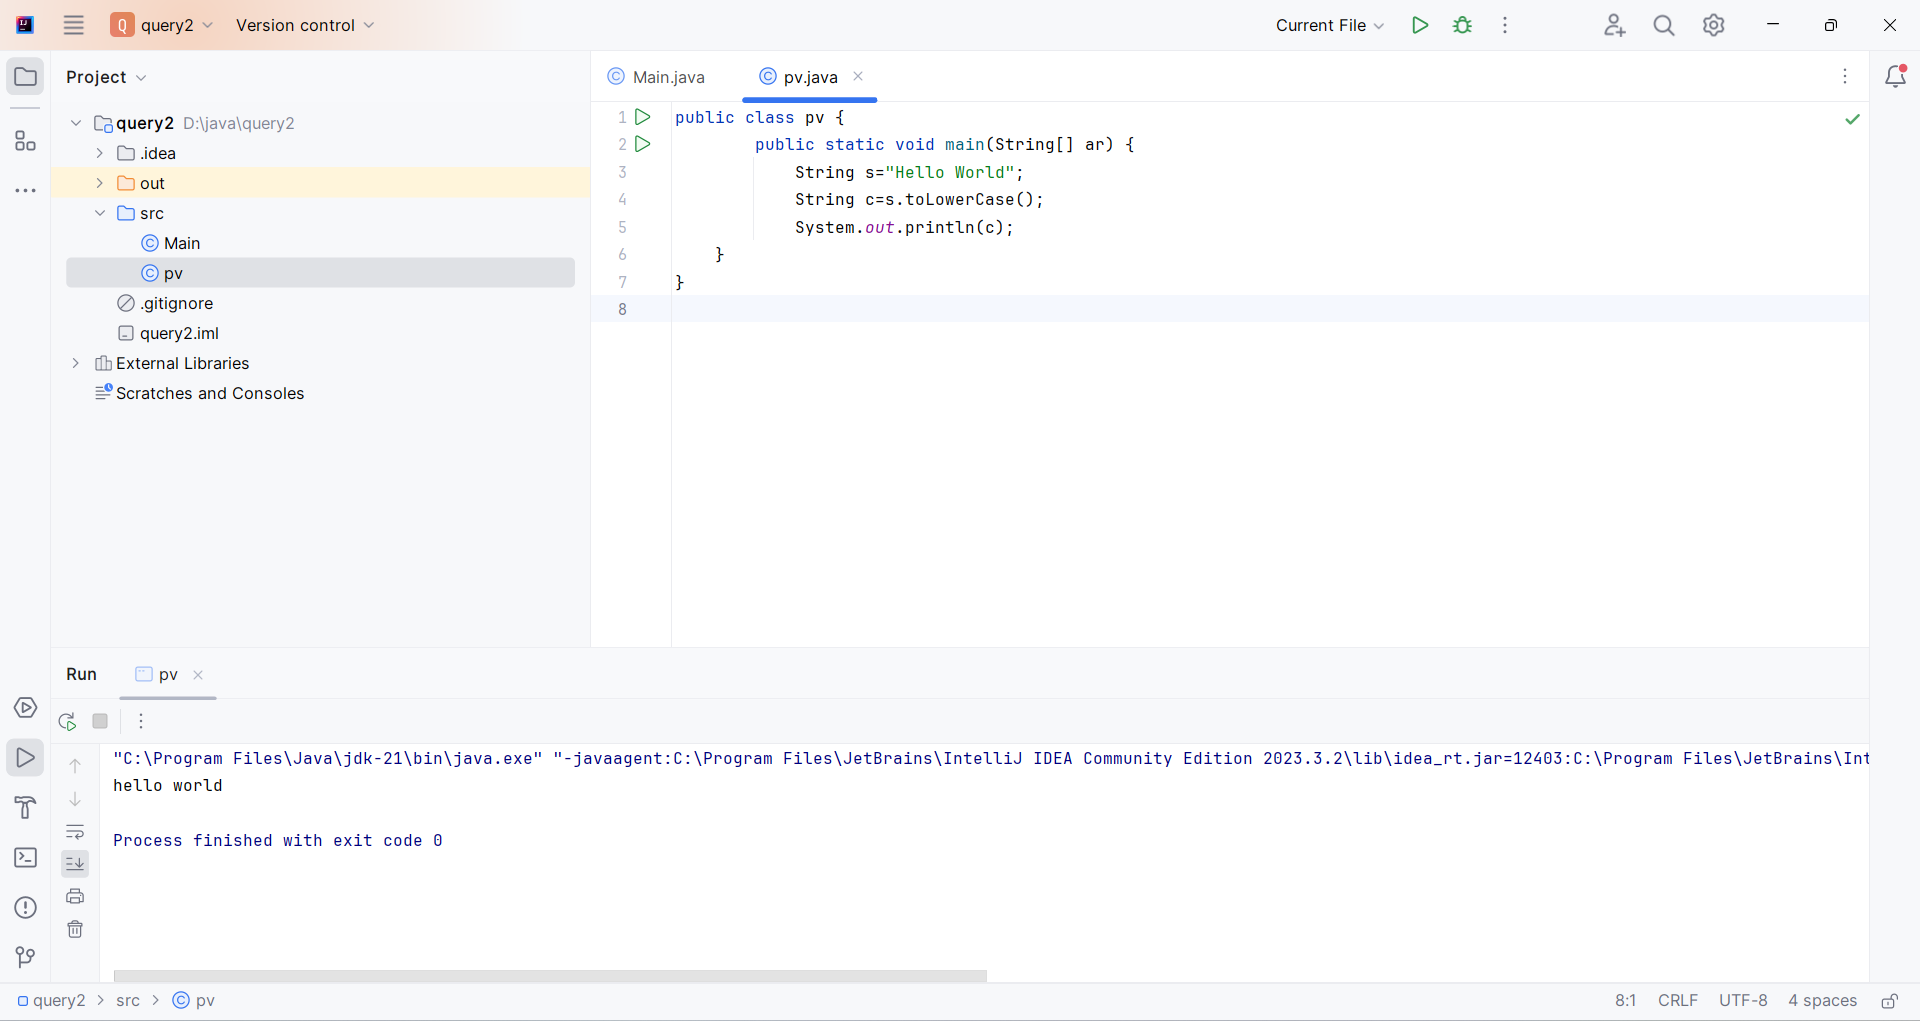 Q query2 Version control Current File
Project
Main.java pv.java
query2 D:\java\query2
.idea
out
src
Main
pv
.gitignore
query2.iml
External Libraries
Scratches and Consoles
1 public class pv {
2 public static void main(String[] ar) {
3 String s="Hello World";
4 String c=s.toLowerCase();
5 System.out.println(c);
6 }
7 }
8
Run pv
"C:\Program Files\Java\jdk-21\bin\java.exe" "-javaagent:C:\Program Files\JetBrains\IntelliJ IDEA Community Edition 2023.3.2\lib\idea_rt.jar=12403:C:\Program Files\JetBrains\Int
hello world
Process finished with exit code 0
query2 > src > pv 8:1 CRLF UTF-8 4 spaces